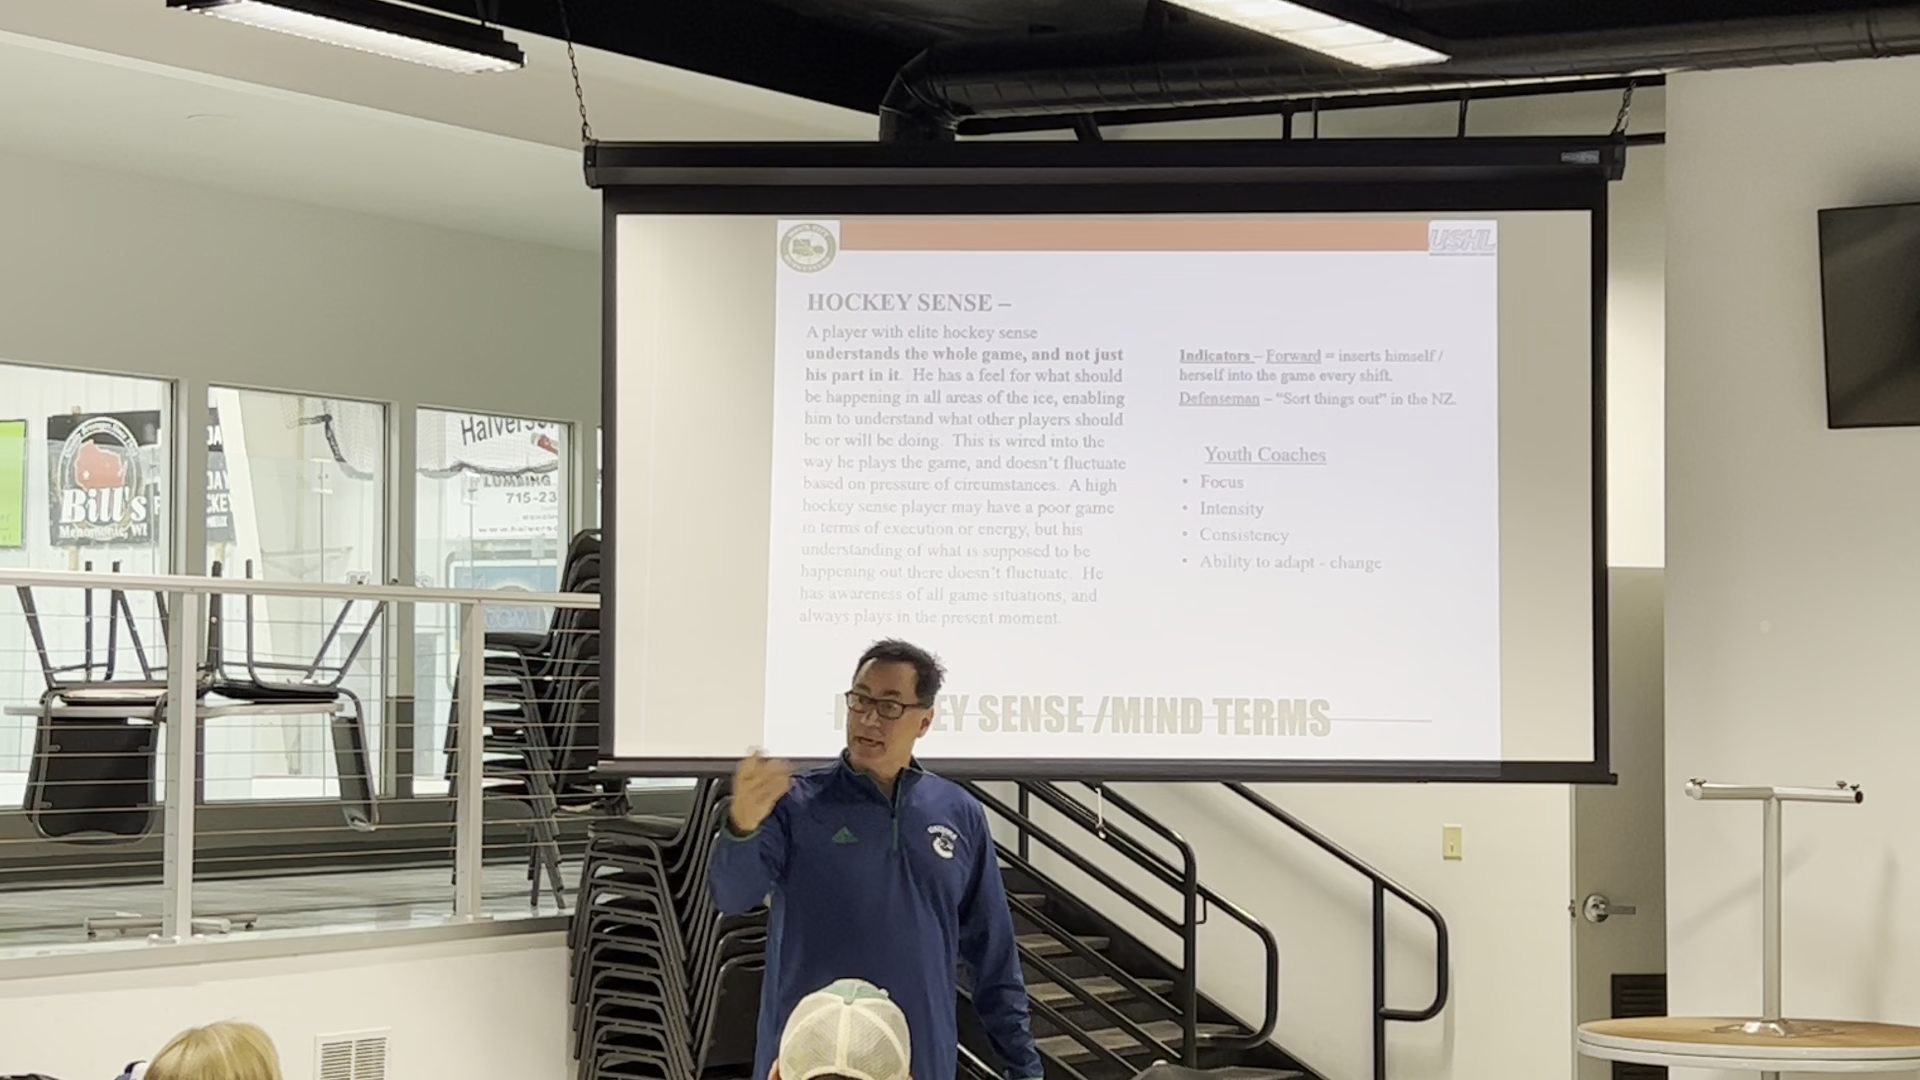 USHL
HOCKEY SENSE –
A player with elite hockey sense
understands the whole game, and not just
his part in it. He has a feel for what should
be happening in all areas of the ice, enabling
him to understand what other players should
be or will be doing. This is wired into the
way he plays the game, and doesn't fluctuate
based on pressure of circumstances. A high
hockey sense player may have a poor game
in terms of execution or energy, but his
understanding of what is supposed to be
happening out there doesn't fluctuate. He
has awareness of all game situations, and
always plays in the present moment.
Indicators – Forward = inserts himself /
herself into the game every shift.
Defenseman – “Sort things out” in the NZ.
Youth Coaches
• Focus
• Intensity
• Consistency
• Ability to adapt - change
EY SENSE /MIND TERMS
Bill's
Menomonie, WI
Halverso
LUMBING
715-23